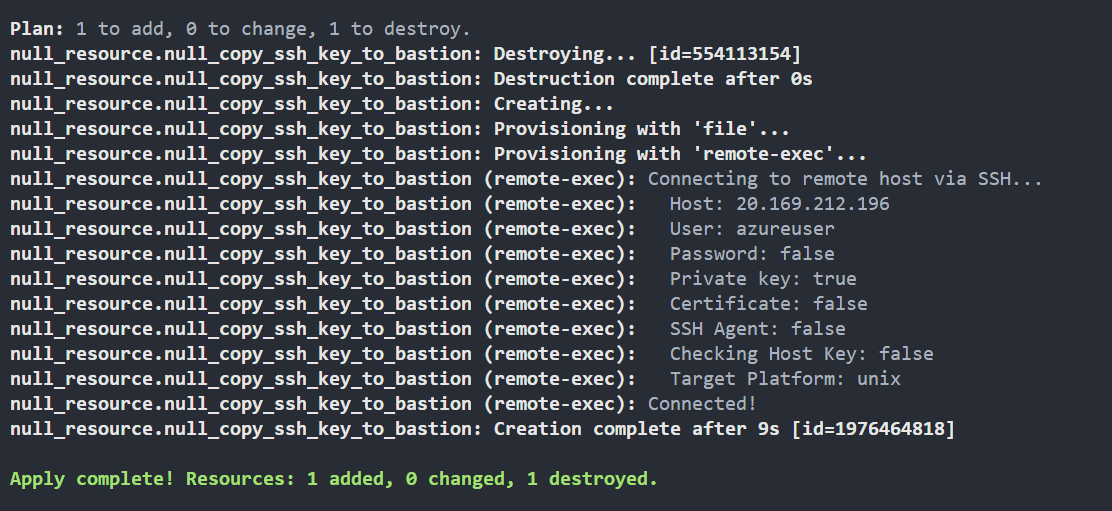 Plan: 1 to add, 0 to change, 1 to destroy.
null_resource.null_copy_ssh_key_to_bastion: Destroying... [id=554113154]
null_resource.null_copy_ssh_key_to_bastion: Destruction complete after 0s
null_resource.null_copy_ssh_key_to_bastion: Creating...
null_resource.null_copy_ssh_key_to_bastion: Provisioning with 'file'...
null_resource.null_copy_ssh_key_to_bastion: Provisioning with 'remote-exec'...
null_resource.null_copy_ssh_key_to_bastion (remote-exec): Connecting to remote host via SSH...
null_resource.null_copy_ssh_key_to_bastion (remote-exec):   Host: 20.169.212.196
null_resource.null_copy_ssh_key_to_bastion (remote-exec):   User: azureuser
null_resource.null_copy_ssh_key_to_bastion (remote-exec):   Password: false
null_resource.null_copy_ssh_key_to_bastion (remote-exec):   Private key: true
null_resource.null_copy_ssh_key_to_bastion (remote-exec):   Certificate: false
null_resource.null_copy_ssh_key_to_bastion (remote-exec):   SSH Agent: false
null_resource.null_copy_ssh_key_to_bastion (remote-exec):   Checking Host Key: false
null_resource.null_copy_ssh_key_to_bastion (remote-exec):   Target Platform: unix
null_resource.null_copy_ssh_key_to_bastion (remote-exec): Connected!
null_resource.null_copy_ssh_key_to_bastion: Creation complete after 9s [id=1976464818]
Apply complete! Resources: 1 added, 0 changed, 1 destroyed.